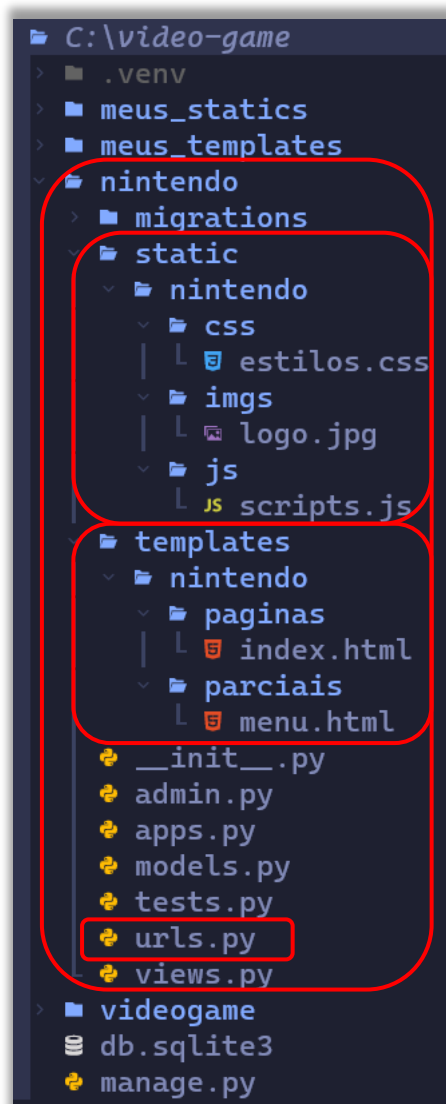 C:\video-game
.venv
meus_statics
meus_templates
nintendo
migrations
static
nintendo
css
estilos.css
imgs
logo.jpg
js
JS scripts.js
templates
nintendo
paginas
index.html
parciais
menu.html
__init__.py
admin.py
apps.py
models.py
tests.py
urls.py
views.py
videogame
db.sqlite3
manage.py